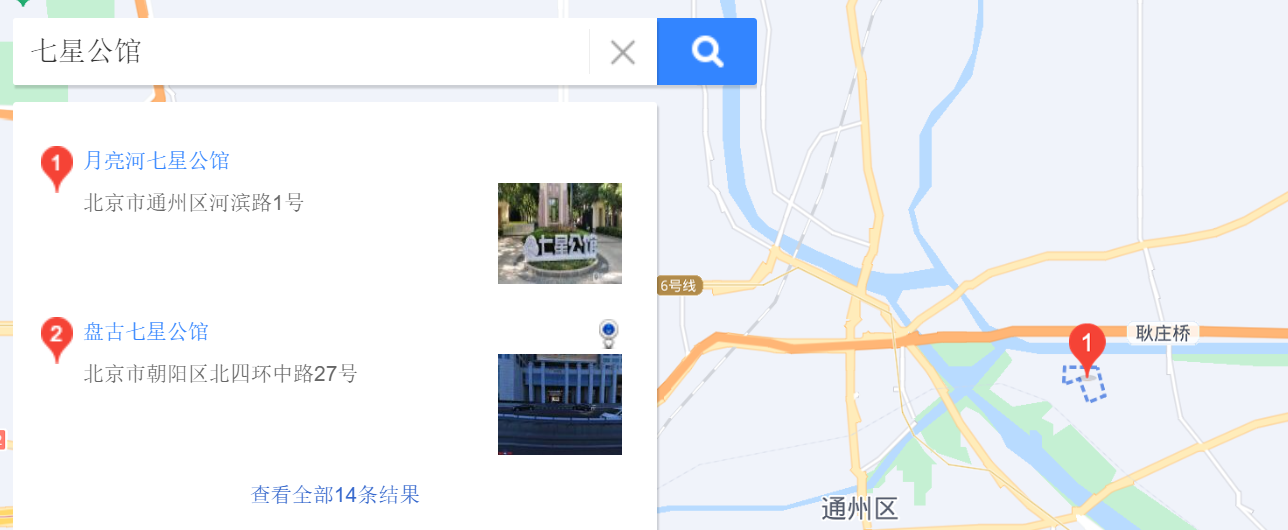 七星公馆
1
月亮河七星公馆
北京市通州区河滨路1号
七星公馆
2
盘古七星公馆
北京市朝阳区北四环中路27号
查看全部14条结果
6号线
1
耿庄桥
通州区